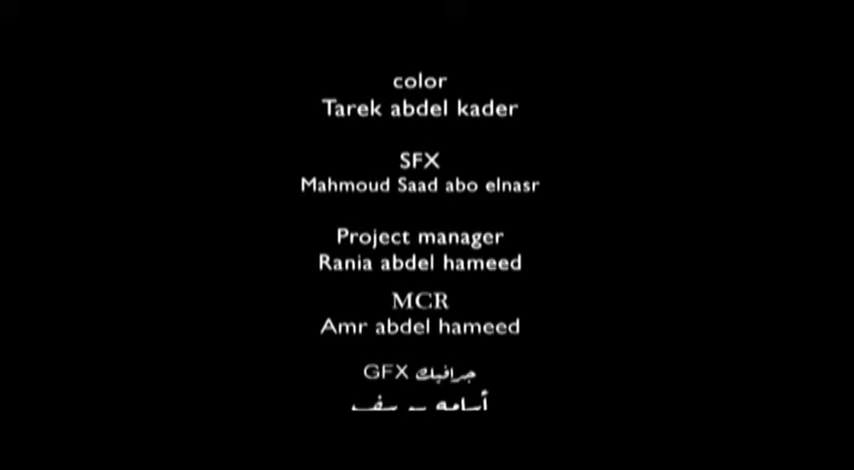 color
Tarek abdel kader
SFX
Mahmoud Saad abo elnasr
Project manager
Rania abdel hameed
MCR
Amr abdel hameed
GFX جرافيك
أسامه